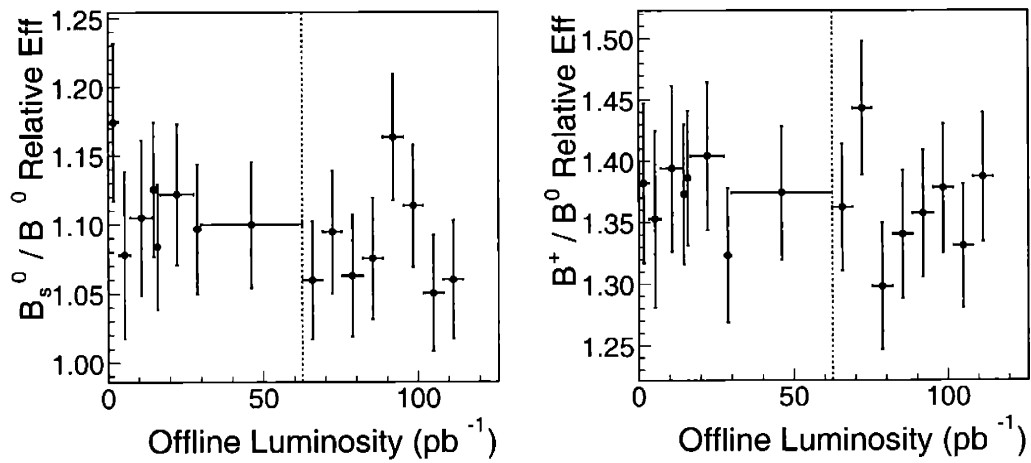 B_s^0 / B^0 Relative Eff
1.25
1.20
1.15
1.10
1.05
1.00
0 50 100
Offline Luminosity (pb^-1)
B^+ / B^0 Relative Eff
1.50
1.45
1.40
1.35
1.30
1.25
0 50 100
Offline Luminosity (pb^-1)